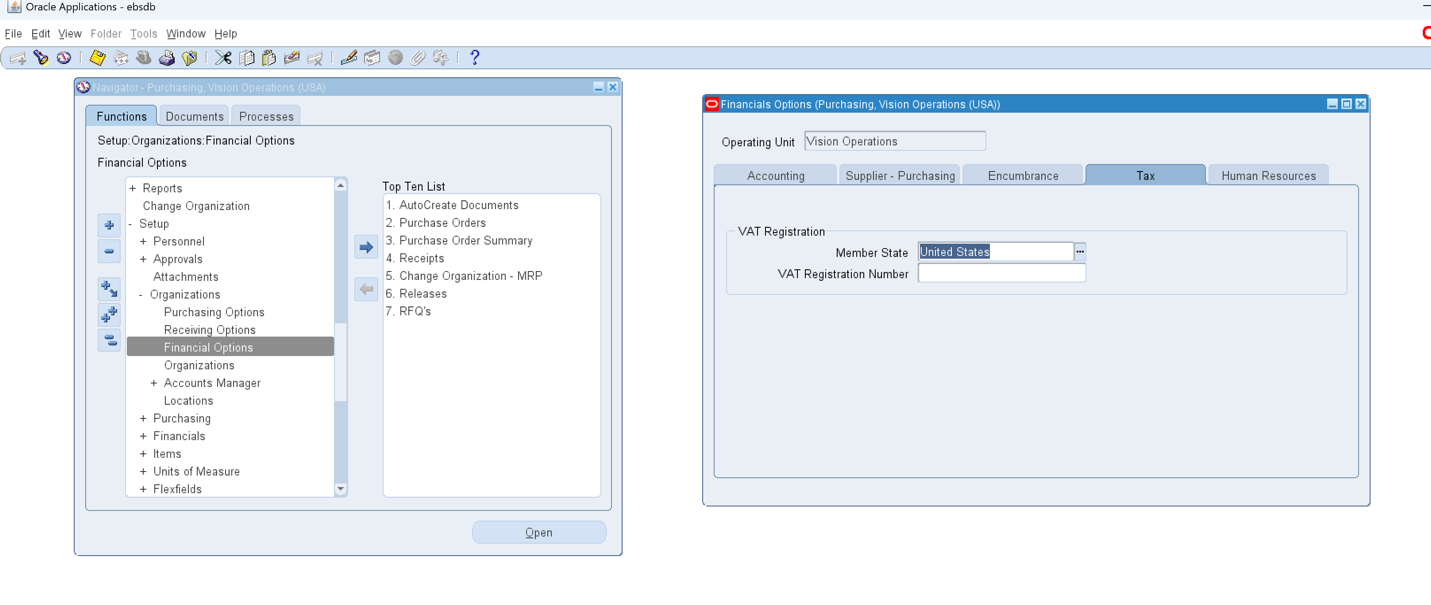 Oracle Applications - ebsdb
File Edit View Folder Tools Window Help
Navigator - Purchasing, Vision Operations (USA)
Functions Documents Processes
Setup:Organizations:Financial Options
Financial Options
+ Reports
Change Organization
- Setup
+ Personnel
+ Approvals
Attachments
- Organizations
Purchasing Options
Receiving Options
Financial Options
Organizations
+ Accounts Manager
Locations
+ Purchasing
+ Financials
+ Items
+ Units of Measure
+ Flexfields
Top Ten List
1. AutoCreate Documents
2. Purchase Orders
3. Purchase Order Summary
4. Receipts
5. Change Organization - MRP
6. Releases
7. RFQ's
Open
Financials Options (Purchasing, Vision Operations (USA))
Operating Unit Vision Operations
Accounting Supplier - Purchasing Encumbrance Tax Human Resources
VAT Registration
Member State United States
VAT Registration Number